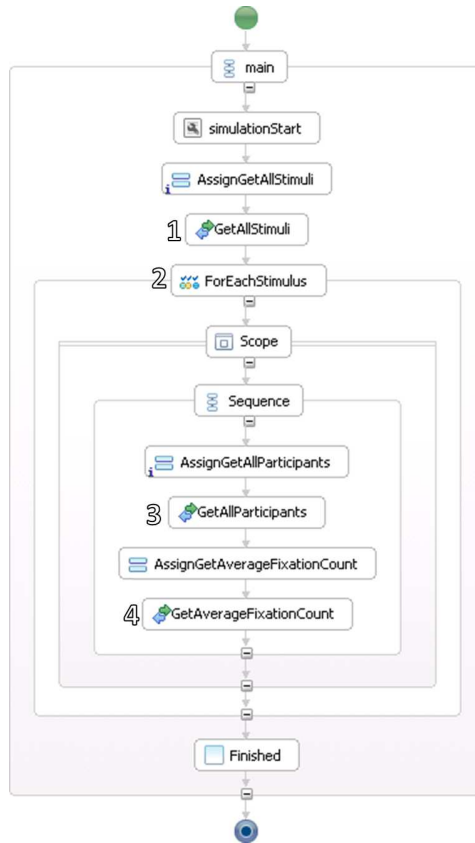 main
simulationStart
i AssignGetAllStimuli
1 GetAllStimuli
2 ForEachStimulus
Scope
Sequence
i AssignGetAllParticipants
3 GetAllParticipants
AssignGetAverageFixationCount
4 GetAverageFixationCount
Finished